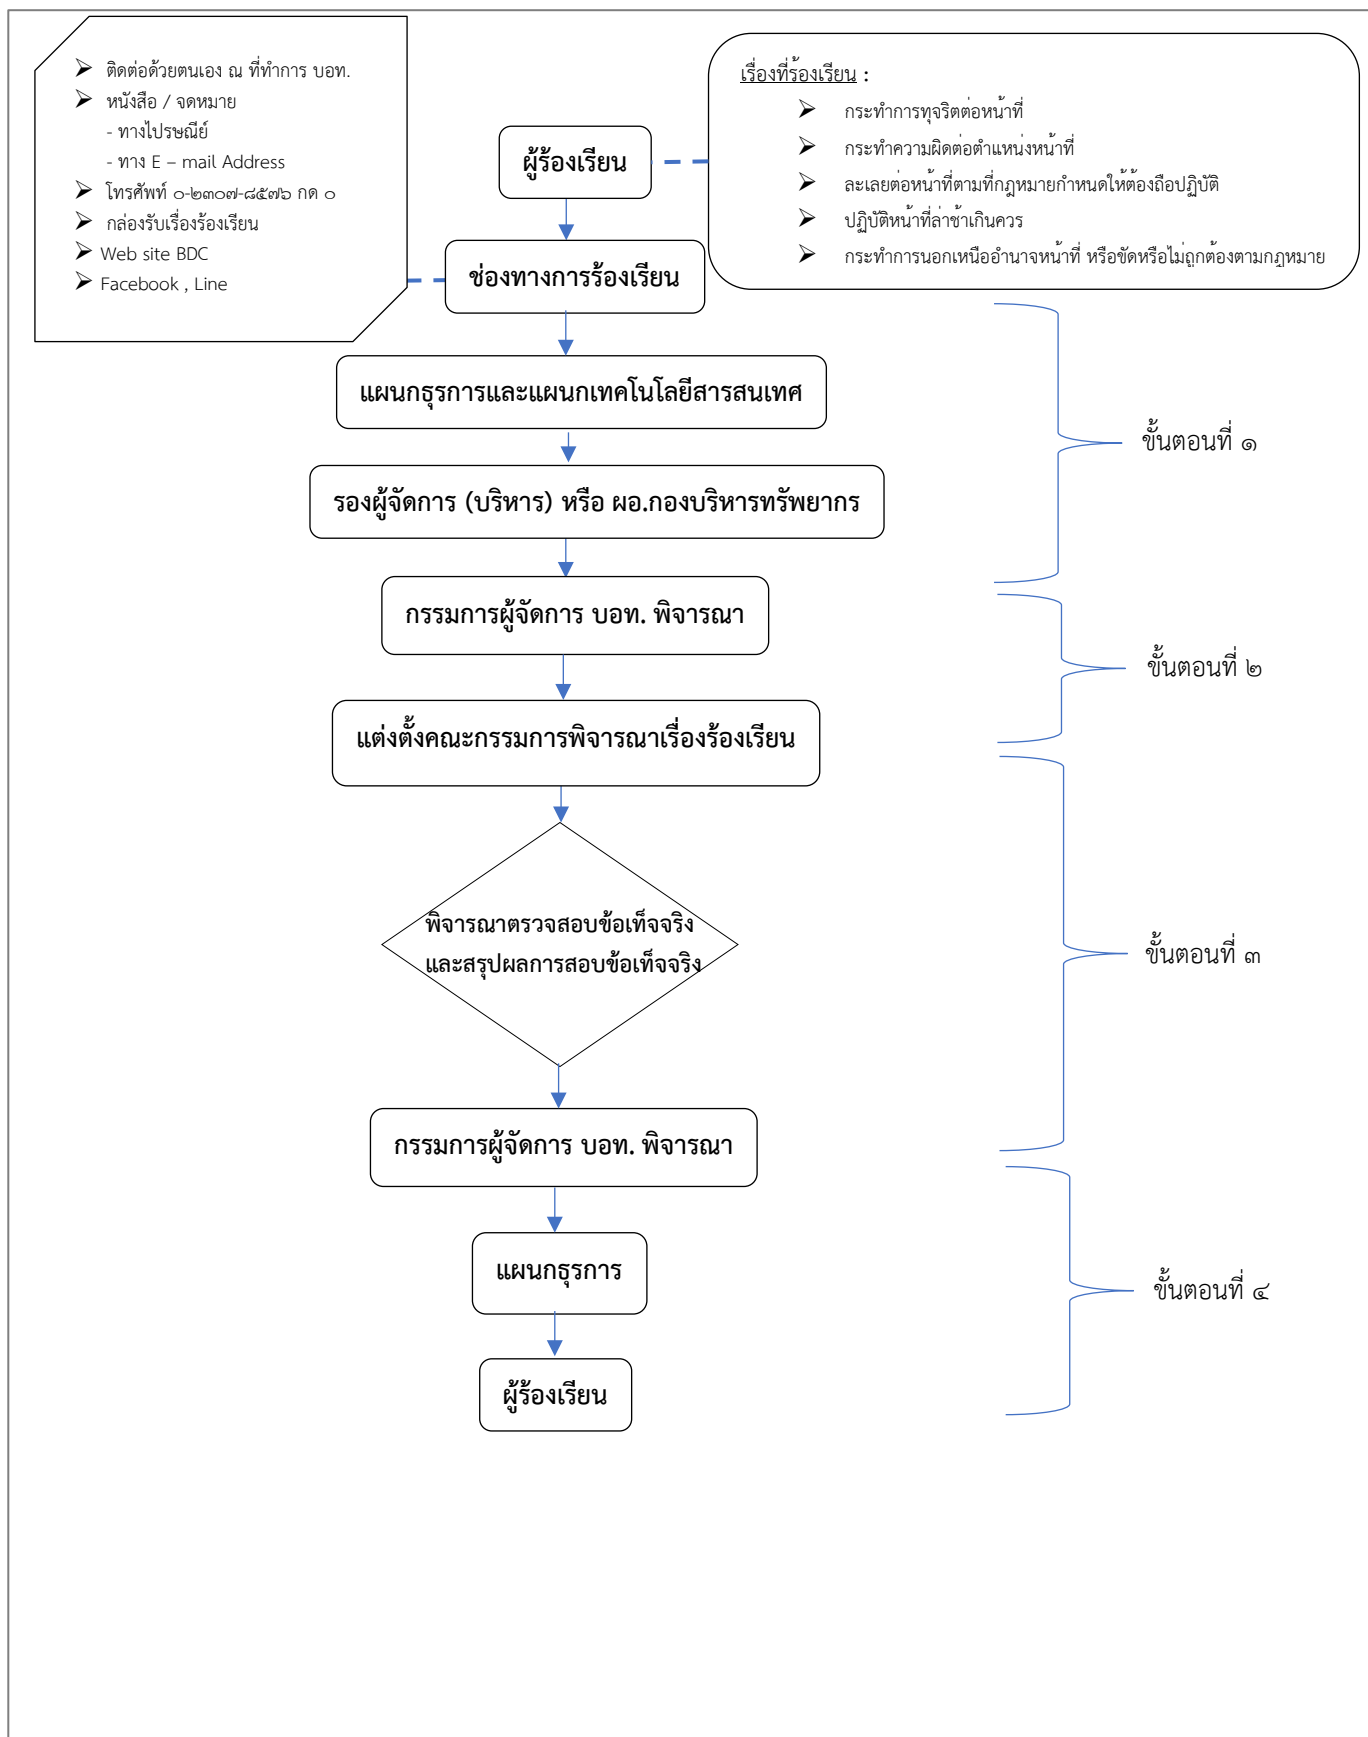 ติดต่อด้วยตนเอง ณ ที่ทำการ บอท.
หนังสือ / จดหมาย
- ทางไปรษณีย์
- ทาง E – mail Address
โทรศัพท์ ๐-๒๓๐๗-๘๕๗๖ กด ๐
กล่องรับเรื่องร้องเรียน
Web site BDC
Facebook , Line
เรื่องที่ร้องเรียน :
กระทำการทุจริตต่อหน้าที่
กระทำความผิดต่อตำแหน่งหน้าที่
ละเลยต่อหน้าที่ตามที่กฎหมายกำหนดให้ต้องถือปฏิบัติ
ปฏิบัติหน้าที่ล่าช้าเกินควร
กระทำการนอกเหนืออำนาจหน้าที่ หรือขัดหรือไม่ถูกต้องตามกฎหมาย
ผู้ร้องเรียน
ช่องทางการร้องเรียน
แผนกธุรการและแผนกเทคโนโลยีสารสนเทศ
ขั้นตอนที่ ๑
รองผู้จัดการ (บริหาร) หรือ ผอ.กองบริหารทรัพยากร
กรรมการผู้จัดการ บอท. พิจารณา
ขั้นตอนที่ ๒
แต่งตั้งคณะกรรมการพิจารณาเรื่องร้องเรียน
พิจารณาตรวจสอบข้อเท็จจริง
และสรุปผลการสอบข้อเท็จจริง
ขั้นตอนที่ ๓
กรรมการผู้จัดการ บอท. พิจารณา
แผนกธุรการ
ขั้นตอนที่ ๔
ผู้ร้องเรียน